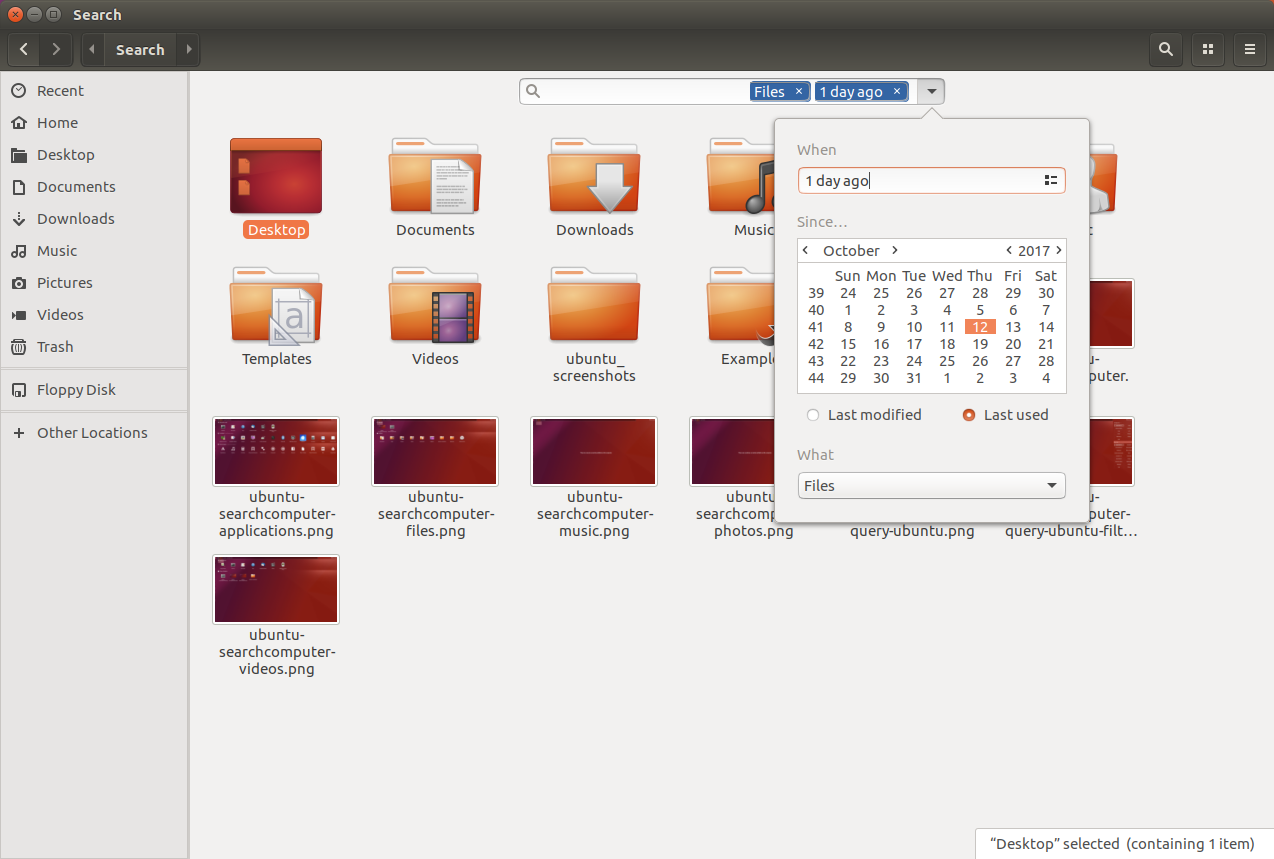 Search
Search
Recent
Home
Desktop
Documents
Downloads
Music
Pictures
Videos
Trash
Floppy Disk
Other Locations
Files × 1 day ago ×
Desktop
Documents
Downloads
Music
Templates
Videos
ubuntu_
screenshots
Example
puter.
ubuntu-
searchcomputer-
applications.png
ubuntu-
searchcomputer-
files.png
ubuntu-
searchcomputer-
music.png
ubuntu-
searchcomp
photos.png
query-ubuntu.png
computer-
query-ubuntu-filt...
ubuntu-
searchcomputer-
videos.png
When
1 day ago
Since...
< October > < 2017 >
Sun Mon Tue Wed Thu Fri Sat
39 24 25 26 27 28 29 30
40 1 2 3 4 5 6 7
41 8 9 10 11 12 13 14
42 15 16 17 18 19 20 21
43 22 23 24 25 26 27 28
44 29 30 31 1 2 3 4
Last modified Last used
What
Files
“Desktop” selected (containing 1 item)